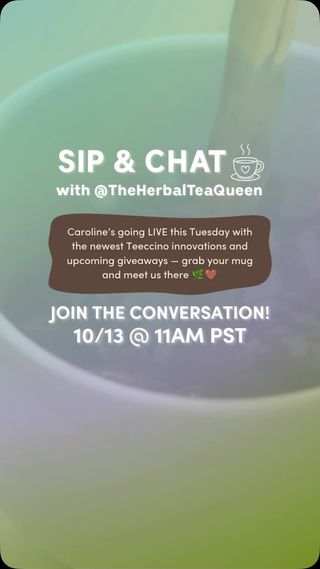 SIP & CHAT
with @TheHerbalTeaQueen
Caroline's going LIVE this Tuesday with
the newest Teeccino innovations and
upcoming giveaways — grab your mug
and meet us there 🌿🤎
JOIN THE CONVERSATION!
10/13 @ 11AM PST